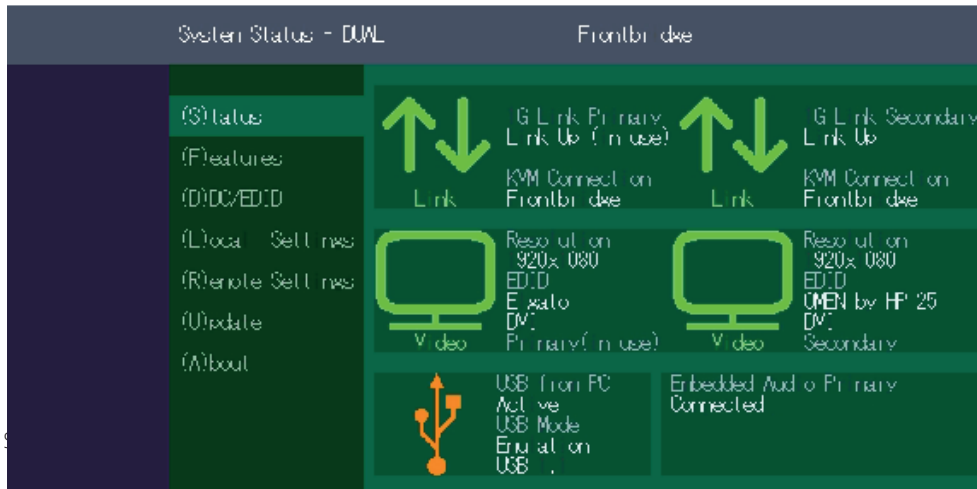 System Status - DUAL
Frontbridge
(S)tatus
(F)eatures
(D)DC/EDID
(L)ocal Settings
(R)emote Settings
(U)pdate
(A)bout
Link
Link Primary
Link Up (in use)
KVM Connection
Frontbridge
Link
Link Secondary
Link Up
KVM Connection
Frontbridge
Video
Resolution
1920x1080
EDID
Elgato
DVI
Primary(in use)
Video
Resolution
1920x1080
EDID
OMEN by HP 25
DVI
Secondary
USB from PC
Active
USB Mode
Emulation
USB
Embedded Audio Primary
Connected